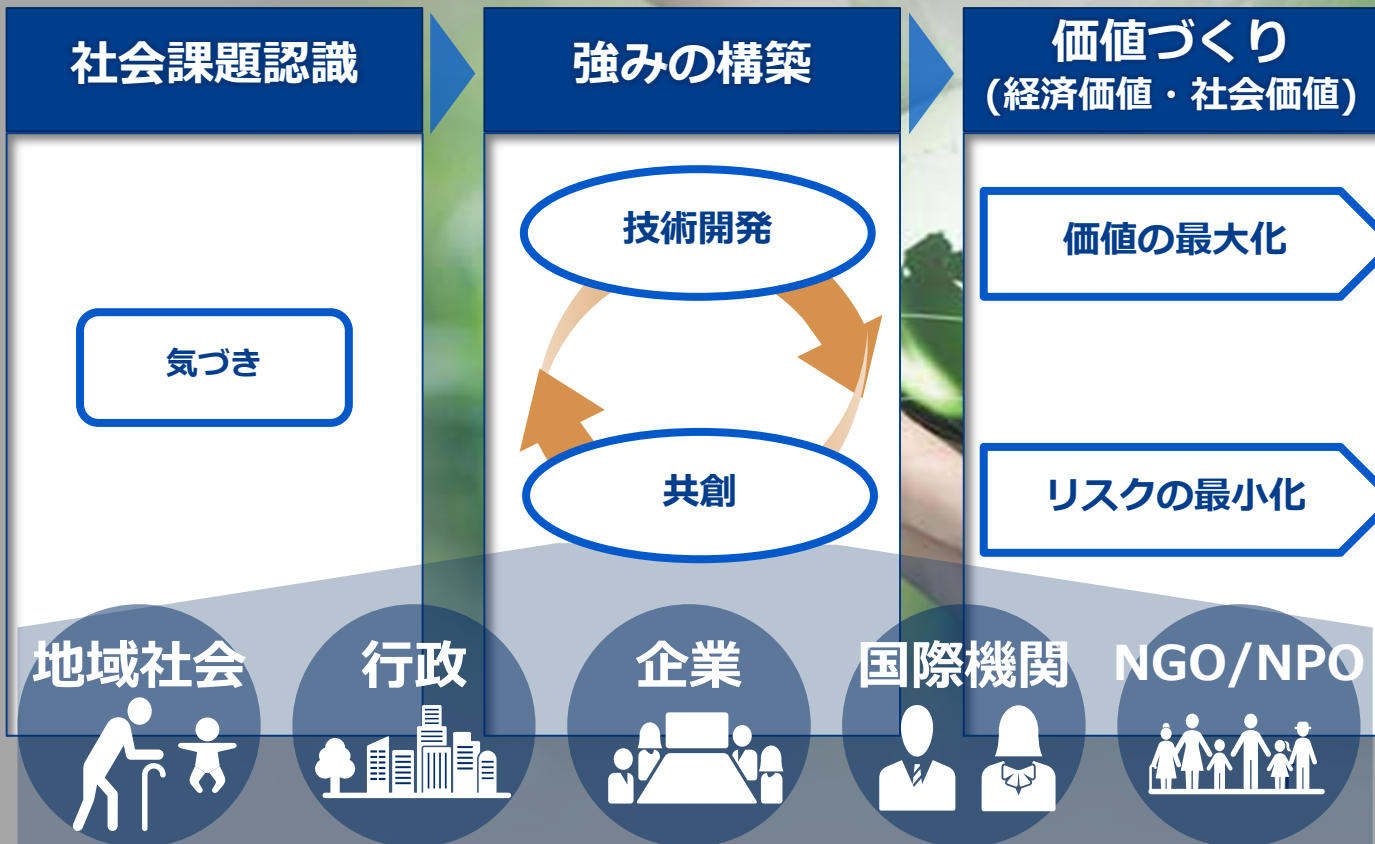 社会課題認識
強みの構築
価値づくり
(経済価値・社会価値)
気づき
技術開発
共創
価値の最大化
リスクの最小化
地域社会
行政
企業
国際機関
NGO/NPO